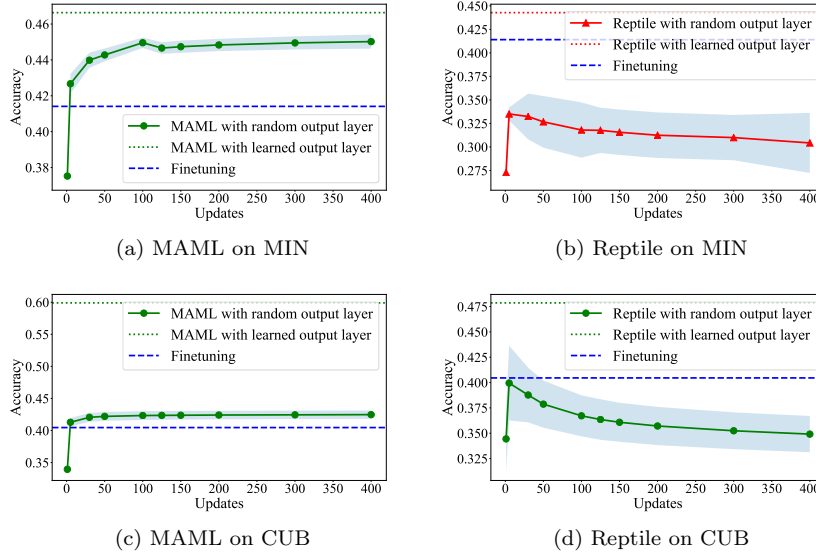 0.46
0.44
0.42
0.40
0.38
Accuracy
MAML with random output layer
MAML with learned output layer
Finetuning
0 50 100 150 200 250 300 350 400
Updates
(a) MAML on MIN
0.450
0.425
0.400
0.375
0.350
0.325
0.300
0.275
Accuracy
Reptile with random output layer
Reptile with learned output layer
Finetuning
0 50 100 150 200 250 300 350 400
Updates
(b) Reptile on MIN
0.60
0.55
0.50
0.45
0.40
0.35
Accuracy
MAML with random output layer
MAML with learned output layer
Finetuning
0 50 100 150 200 250 300 350 400
Updates
(c) MAML on CUB
0.475
0.450
0.425
0.400
0.375
0.350
0.325
Accuracy
Reptile with random output layer
Reptile with learned output layer
Finetuning
0 50 100 150 200 250 300 350 400
Updates
(d) Reptile on CUB